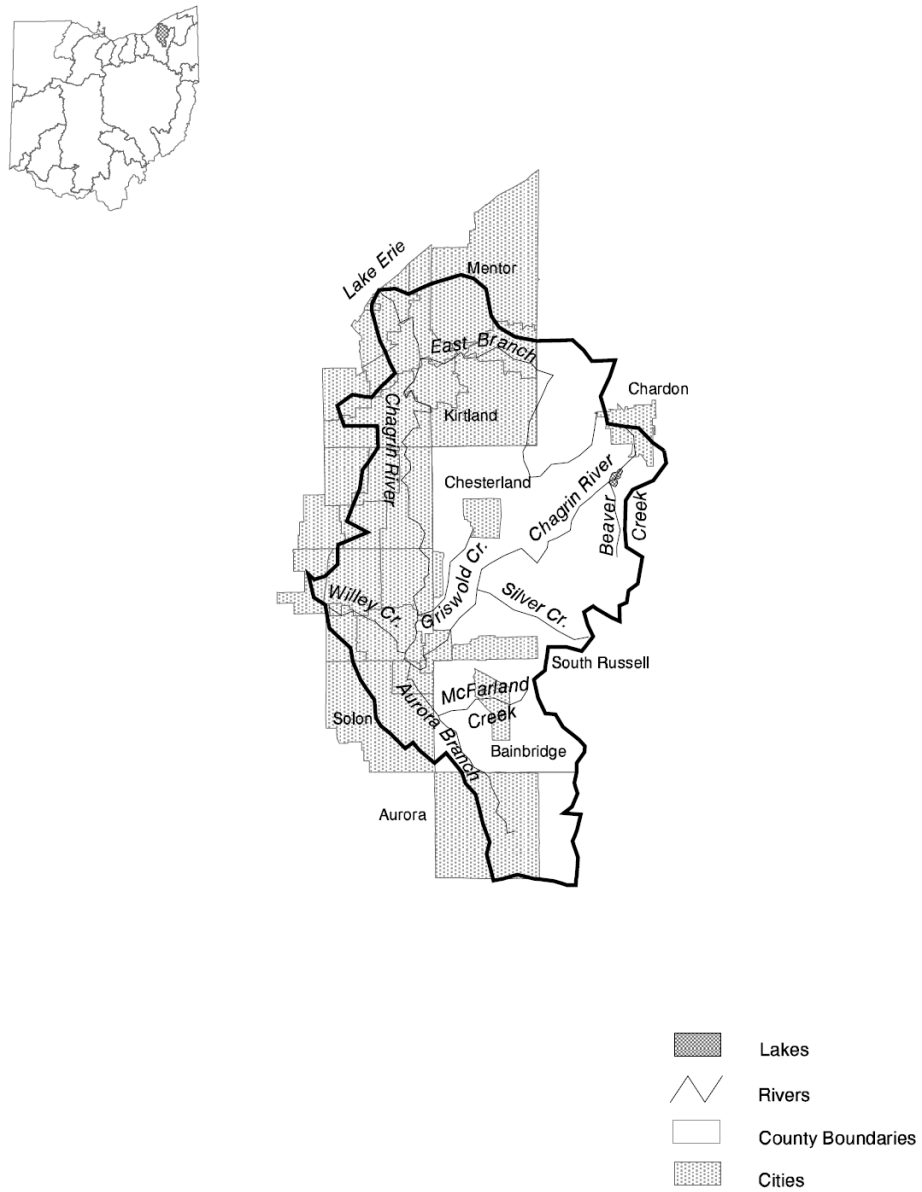 Lake Erie
Mentor
East Branch
Chardon
Kirtland
Chagrin River
Chesterland
Chagrin River
Beaver
Creek
Griswold Cr.
Willey Cr.
Silver Cr.
South Russell
McFarland
Creek
Solon
Aurora Branch
Bainbridge
Aurora
Lakes
Rivers
County Boundaries
Cities